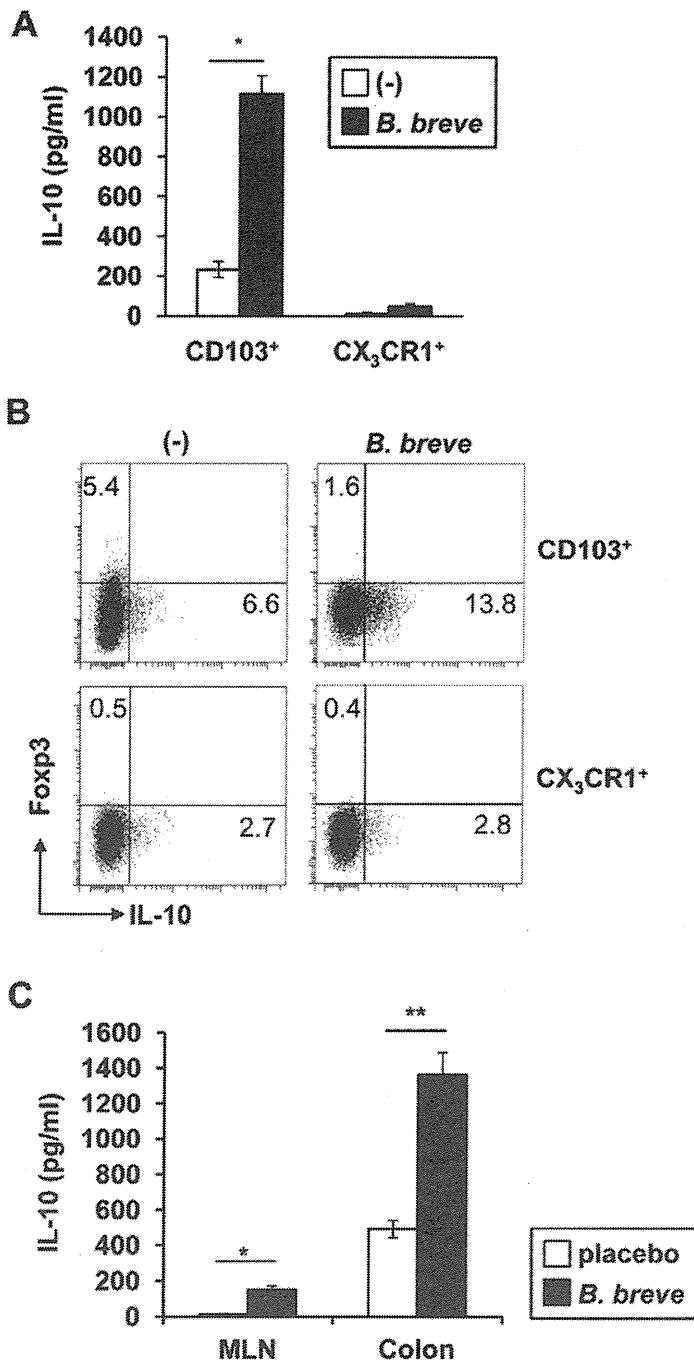 A
1400
1200
1000
800
600
400
200
0
IL-10 (pg/ml)
*
(-)
B. breve
CD103⁺
CX₃CR1⁺
B
(-)
B. breve
5.4
6.6
1.6
13.8
CD103⁺
0.5
2.7
0.4
2.8
CX₃CR1⁺
Foxp3
IL-10
C
1600
1400
1200
1000
800
600
400
200
0
IL-10 (pg/ml)
*
**
MLN
Colon
placebo
B. breve